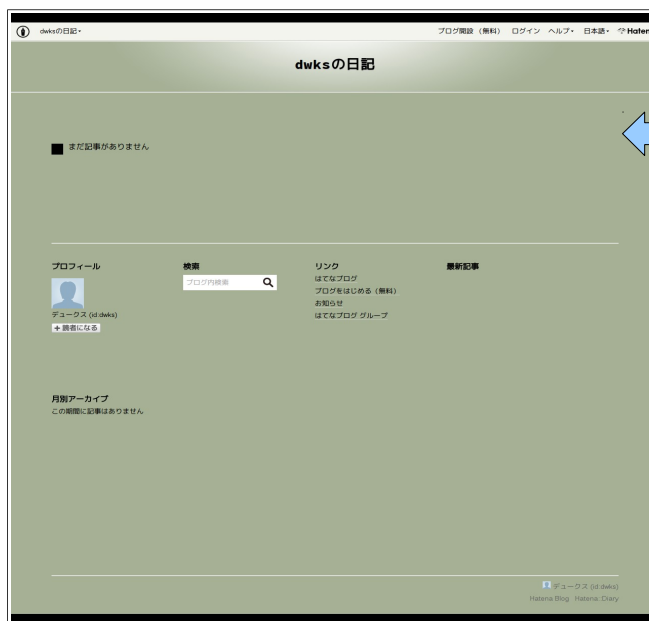 dwksの日記
ブログ開設（無料） ログイン ヘルプ 日本語 Haten
dwksの日記
まだ記事がありません
プロフィール
デュークス (id:dwks)
+読者になる
検索
ブログ内検索
リンク
はてなブログ
ブログをはじめる（無料）
お知らせ
はてなブログ グループ
最新記事
月別アーカイブ
この期間に記事はありません
デュークス (id:dwks)
Hatena Blog Hatena::Diary